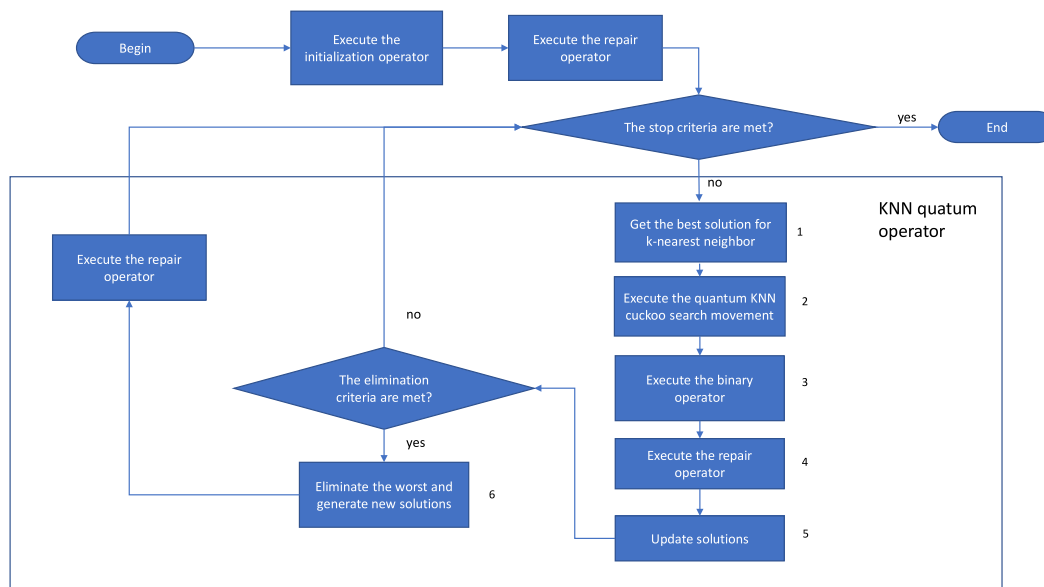 Begin
Execute the
initialization operator
Execute the repair
operator
The stop criteria are met?
yes
End
no
KNN quatum
operator
Get the best solution for
k-nearest neighbor
1
Execute the quantum KNN
cuckoo search movement
2
Execute the binary
operator
3
Execute the repair
operator
4
Update solutions
5
The elimination
criteria are met?
no
yes
Eliminate the worst and
generate new solutions
6
Execute the repair
operator